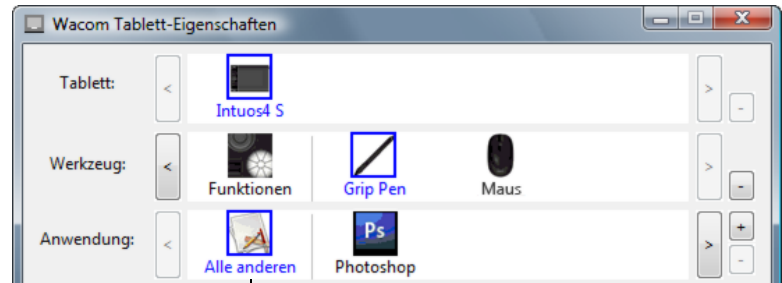 Wacom Tablett-Eigenschaften
Tablett: < > -
Intuos4 S
Werkzeug: < > -
Funktionen Grip Pen Maus
Anwendung: < Ps > + -
Alle anderen Photoshop